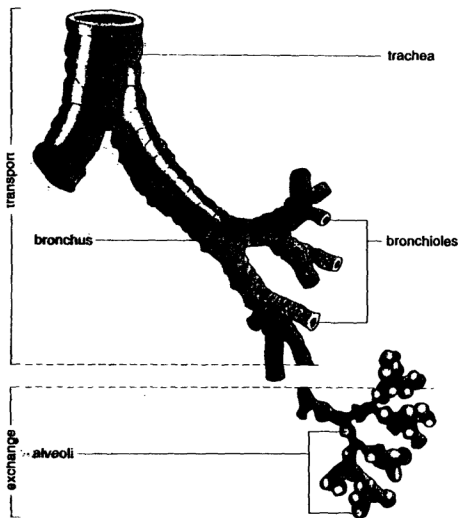 trachea
transport
bronchus
bronchioles
exchange
alveoli